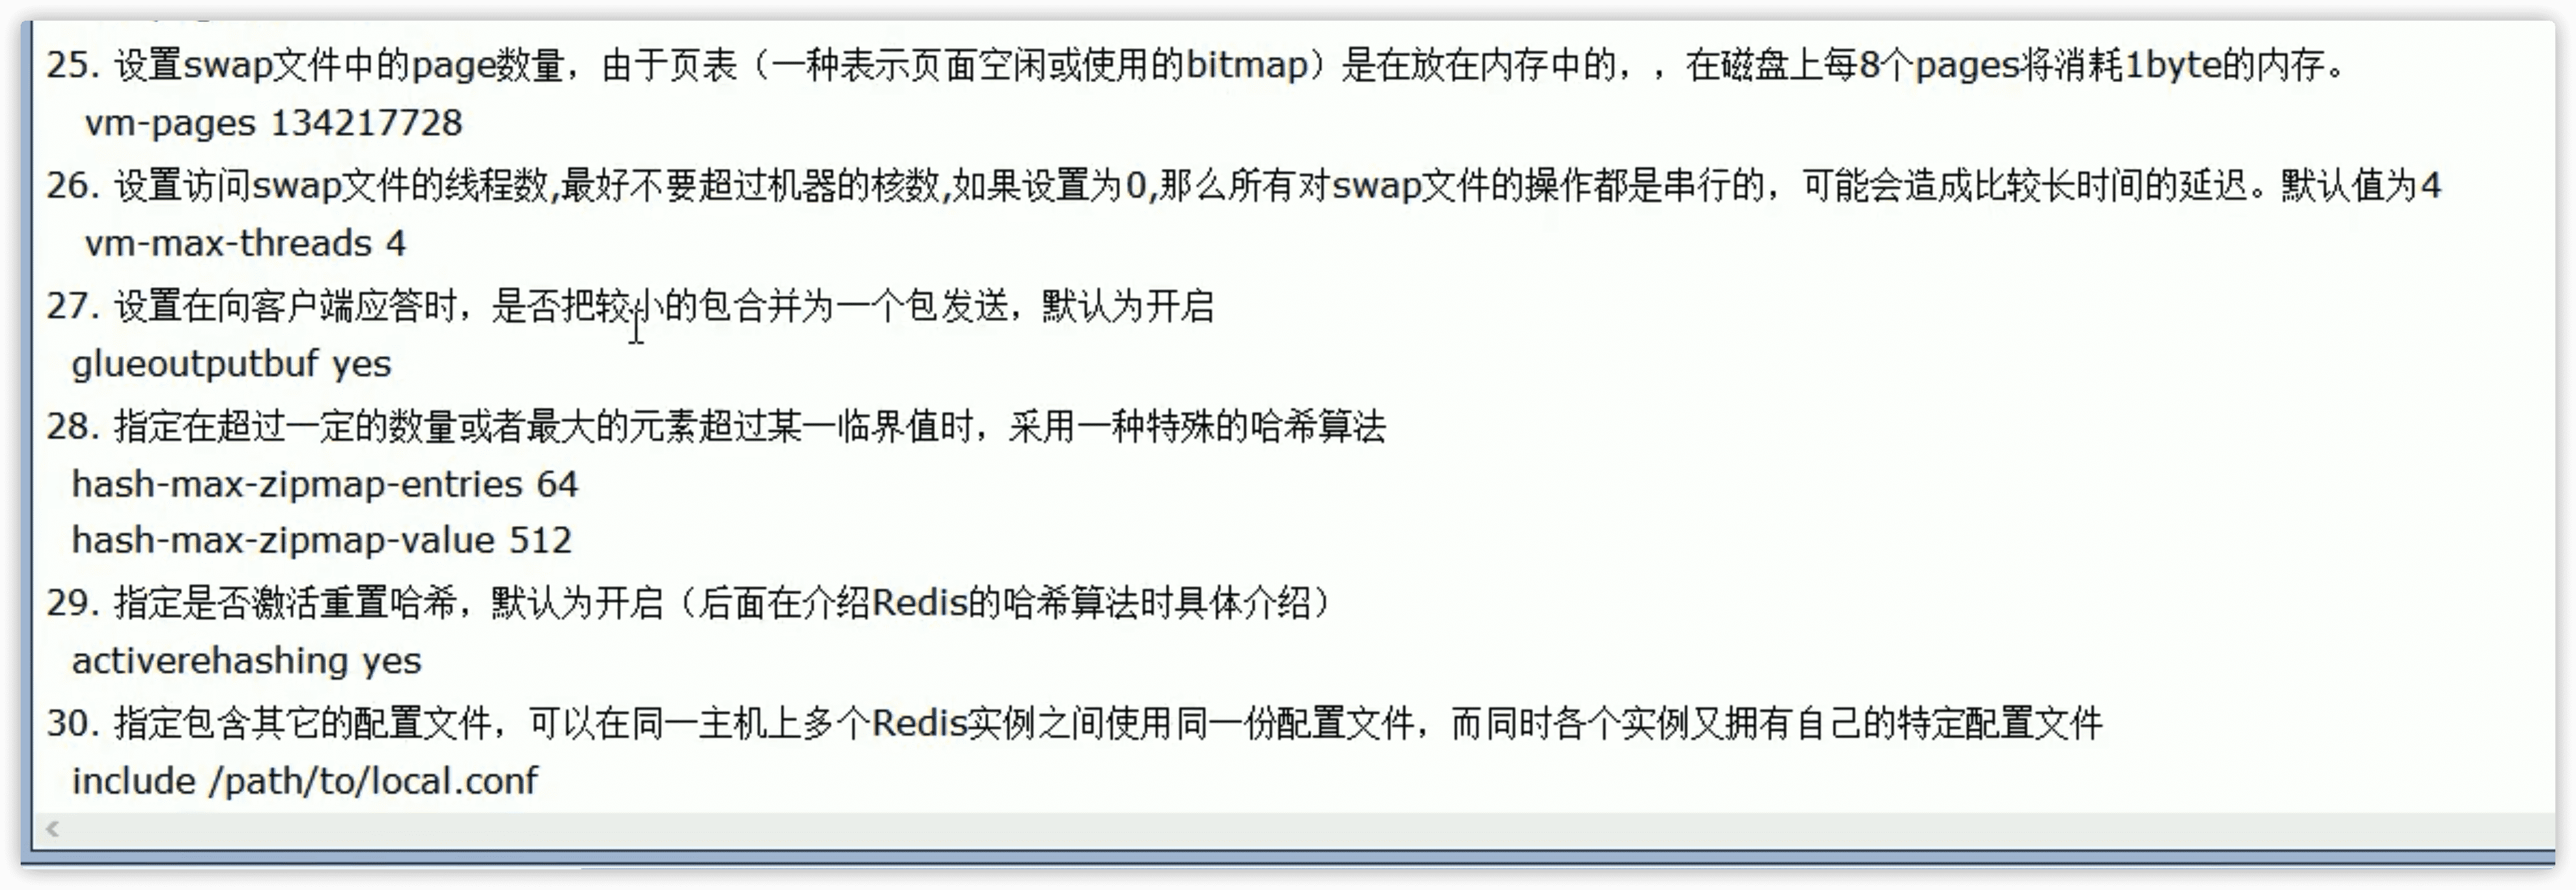 25. 设置swap文件中的page数量，由于页表（一种表示页面空闲或使用的bitmap）是在放在内存中的，，在磁盘上每8个pages将消耗1byte的内存。
vm-pages 134217728
26. 设置访问swap文件的线程数,最好不要超过机器的核数,如果设置为0,那么所有对swap文件的操作都是串行的，可能会造成比较长时间的延迟。默认值为4
vm-max-threads 4
27. 设置在向客户端应答时，是否把较小的包合并为一个包发送，默认为开启
glueoutputbuf yes
28. 指定在超过一定的数量或者最大的元素超过某一临界值时，采用一种特殊的哈希算法
hash-max-zipmap-entries 64
hash-max-zipmap-value 512
29. 指定是否激活重置哈希，默认为开启（后面在介绍Redis的哈希算法时具体介绍）
activerehashing yes
30. 指定包含其它的配置文件，可以在同一主机上多个Redis实例之间使用同一份配置文件，而同时各个实例又拥有自己的特定配置文件
include /path/to/local.conf